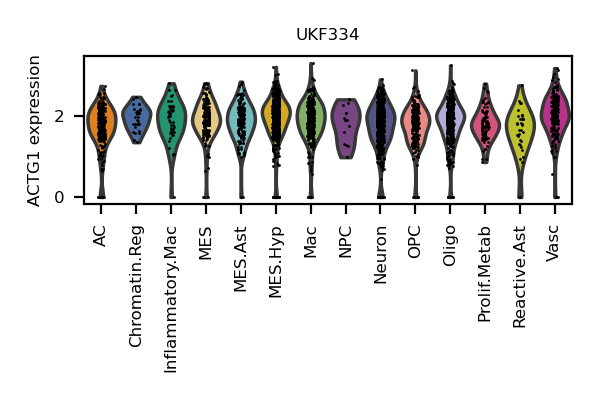 UKF334
ACTG1 expression
2
0
AC
Chromatin.Reg
Inflammatory.Mac
MES
MES.Ast
MES.Hyp
Mac
NPC
Neuron
OPC
Oligo
Prolif.Metab
Reactive.Ast
Vasc